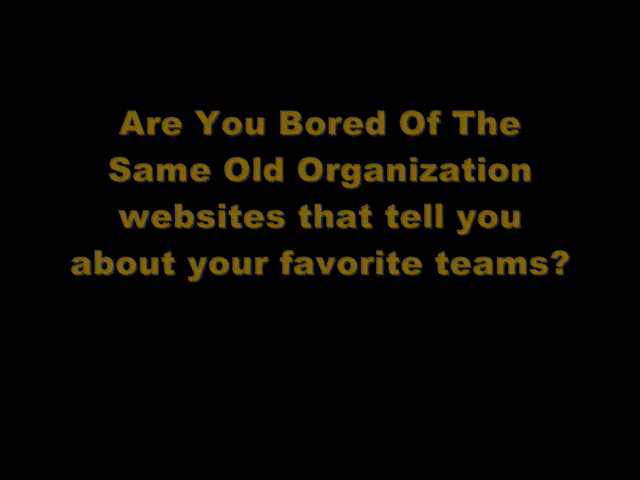 Are You Bored Of The
Same Old Organization
websites that tell you
about your favorite teams?